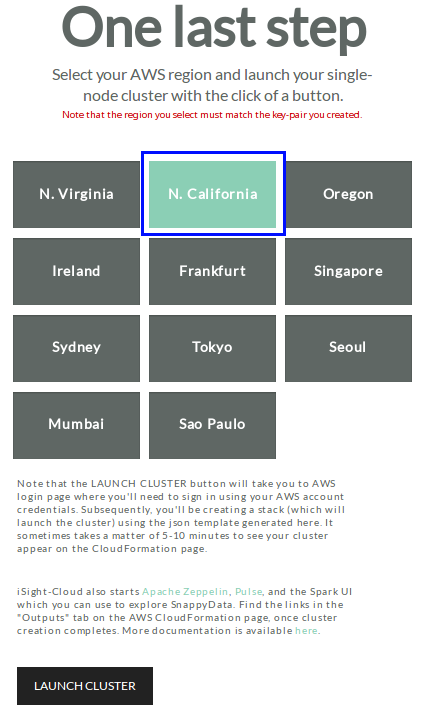 One last step
Select your AWS region and launch your single-
node cluster with the click of a button.
Note that the region you select must match the key-pair you created.
N. Virginia
N. California
Oregon
Ireland
Frankfurt
Singapore
Sydney
Tokyo
Seoul
Mumbai
Sao Paulo
Note that the LAUNCH CLUSTER button will take you to AWS
login page where you'll need to sign in using your AWS account
credentials. Subsequently, you'll be creating a stack (which will
launch the cluster) using the json template generated here. It
sometimes takes a matter of 5-10 minutes to see your cluster
appear on the CloudFormation page.
iSight-Cloud also starts Apache Zeppelin, Pulse, and the Spark UI
which you can use to explore SnappyData. Find the links in the
"Outputs" tab on the AWS CloudFormation page, once cluster
creation completes. More documentation is available here.
LAUNCH CLUSTER